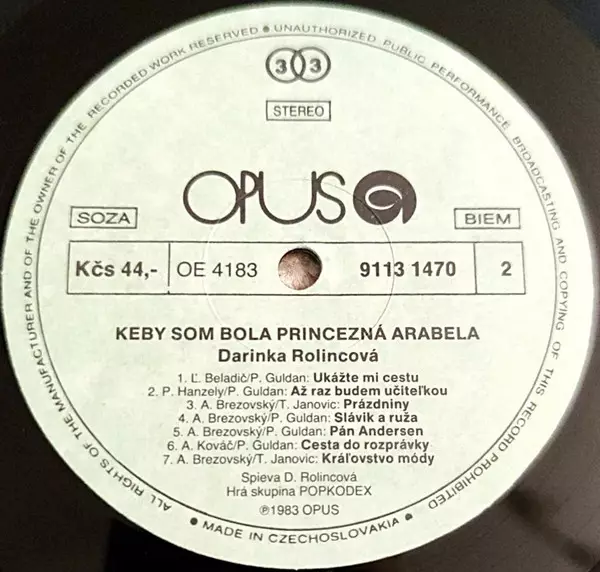 ALL RIGHTS OF THE MANUFACTURER AND OF THE OWNER OF THE RECORDED WORK RESERVED ● UNAUTHORIZED PUBLIC PERFORMANCE BROADCASTING AND COPYING OF THIS RECORD PROHIBITED
33
STEREO
OPUS
SOZA
BIEM
Kčs 44,- OE 4183 9113 1470 2
KEBY SOM BOLA PRINCEZNÁ ARABELA
Darinka Rolincová
1. Ľ. Beladič/P. Guldan: Ukážte mi cestu
2. P. Hanzely/P. Guldan: Až raz budem učiteľkou
3. A. Brezovský/T. Janovic: Prázdniny
4. A. Brezovský/P. Guldan: Slávik a ruža
5. A. Brezovský/P. Guldan: Pán Andersen
6. A. Kováč/P. Guldan: Cesta do rozprávky
7. A. Brezovský/T. Janovic: Kráľovstvo módy
Spieva D. Rolincová
Hrá skupina POPKODEX
℗1983 OPUS
● MADE IN CZECHOSLOVAKIA ●